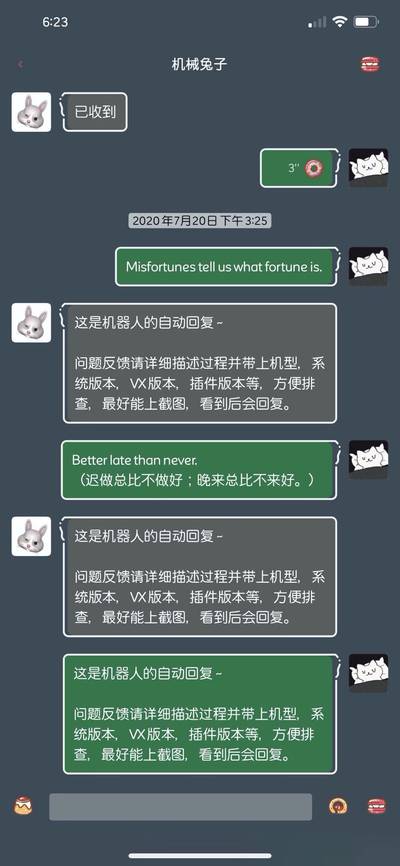 6:23
机械兔子
已收到
3"
2020年7月20日 下午 3:25
Misfortunes tell us what fortune is.
这是机器人的自动回复~
问题反馈请详细描述过程并带上机型，系
统版本，VX版本，插件版本等，方便排
查，最好能上截图，看到后会回复。
Better late than never.
（迟做总比不做好；晚来总比不来好。）
这是机器人的自动回复~
问题反馈请详细描述过程并带上机型，系
统版本，VX版本，插件版本等，方便排
查，最好能上截图，看到后会回复。
这是机器人的自动回复~
问题反馈请详细描述过程并带上机型，系
统版本，VX版本，插件版本等，方便排
查，最好能上截图，看到后会回复。